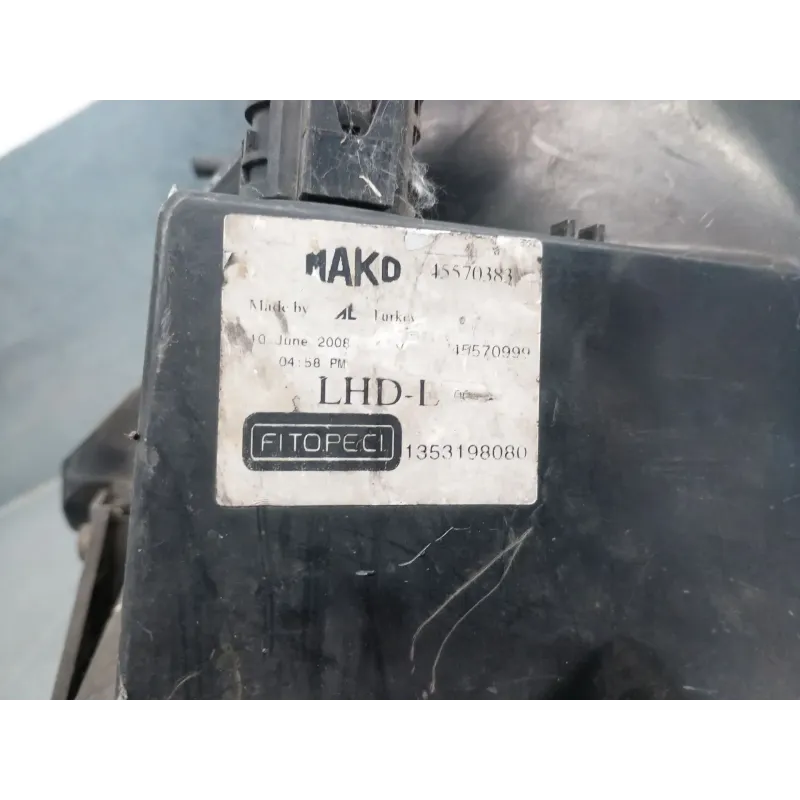 MAKO 45570383
Made by AL Turkey
10 June 2008 45570999
04:58 PM
LHD-L
FITOPECI 1353198080